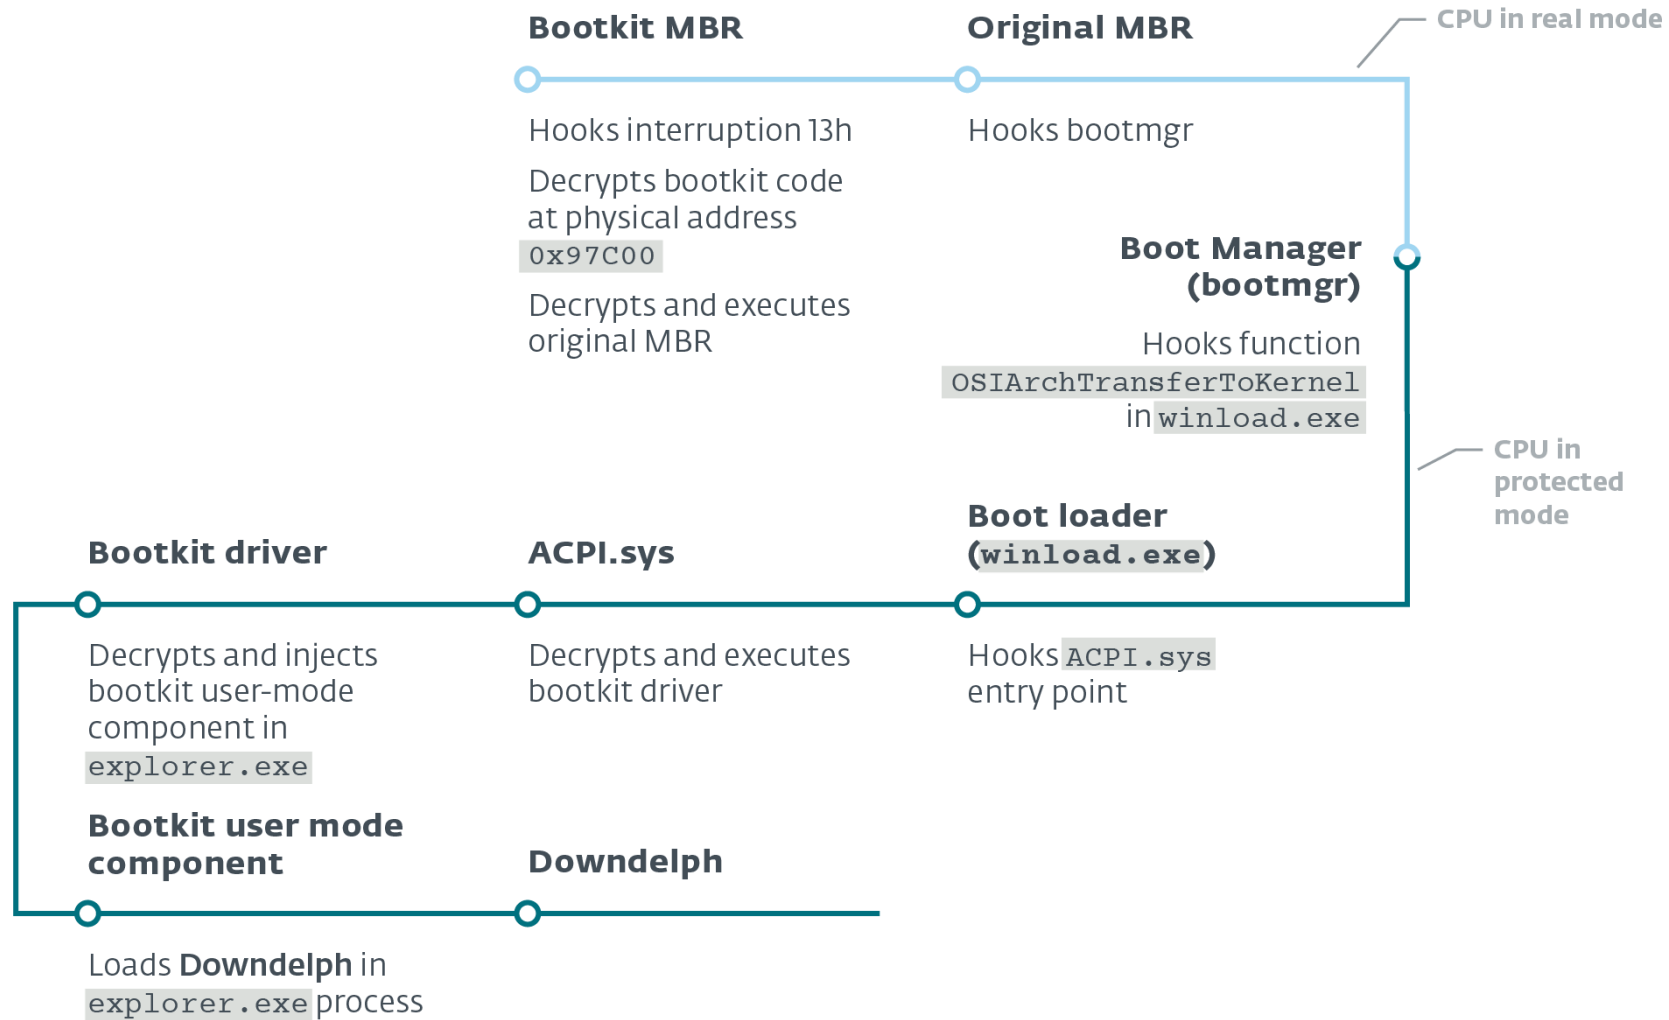 Bootkit MBR
Original MBR
CPU in real mode
Hooks interruption 13h
Decrypts bootkit code
at physical address
0x97C00
Decrypts and executes
original MBR
Hooks bootmgr
Boot Manager
(bootmgr)
Hooks function
OSIArchTransferToKernel
in winload.exe
CPU in
protected
mode
Boot loader
(winload.exe)
Hooks ACPI.sys
entry point
ACPI.sys
Decrypts and executes
bootkit driver
Bootkit driver
Decrypts and injects
bootkit user-mode
component in
explorer.exe
Bootkit user mode
component
Loads Downdelph in
explorer.exe process
Downdelph